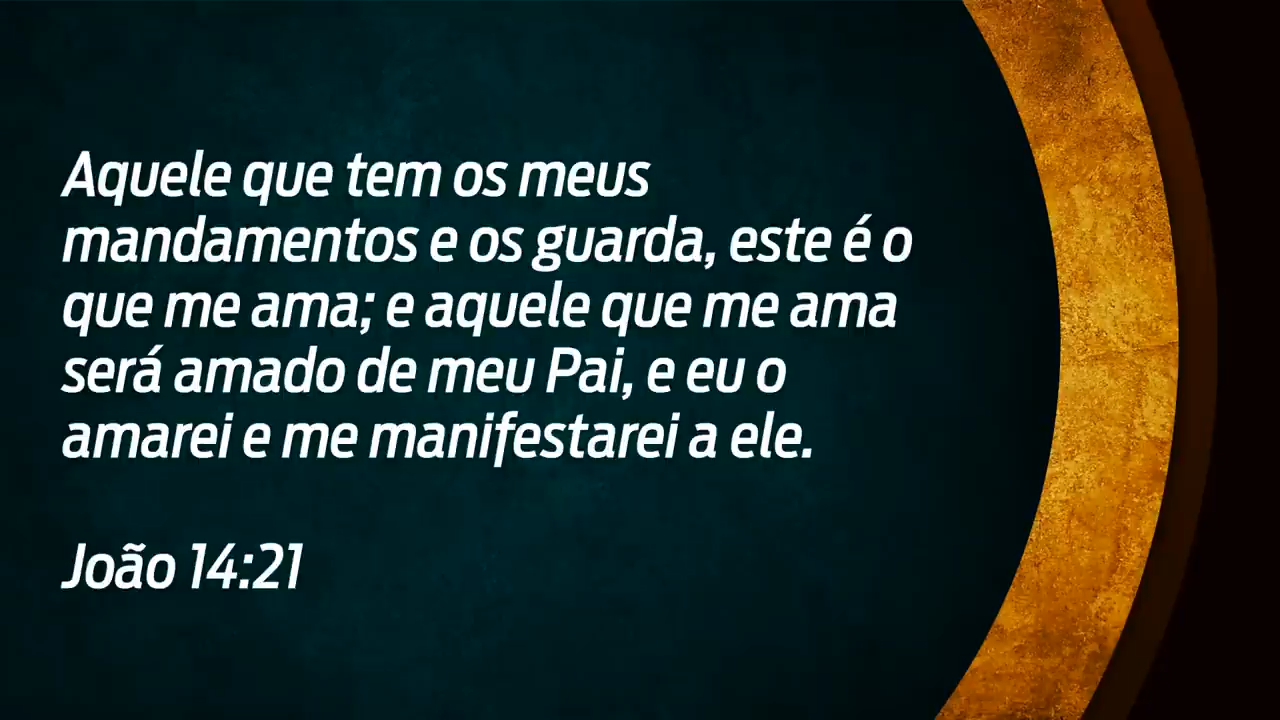 Aquele que tem os meus
mandamentos e os guarda, este é o
que me ama; e aquele que me ama
será amado de meu Pai, e eu o
amarei e me manifestarei a ele.
João 14:21